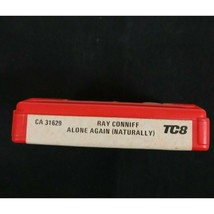 CA 31629
RAY CONNIFF
ALONE AGAIN (NATURALLY)
TC8